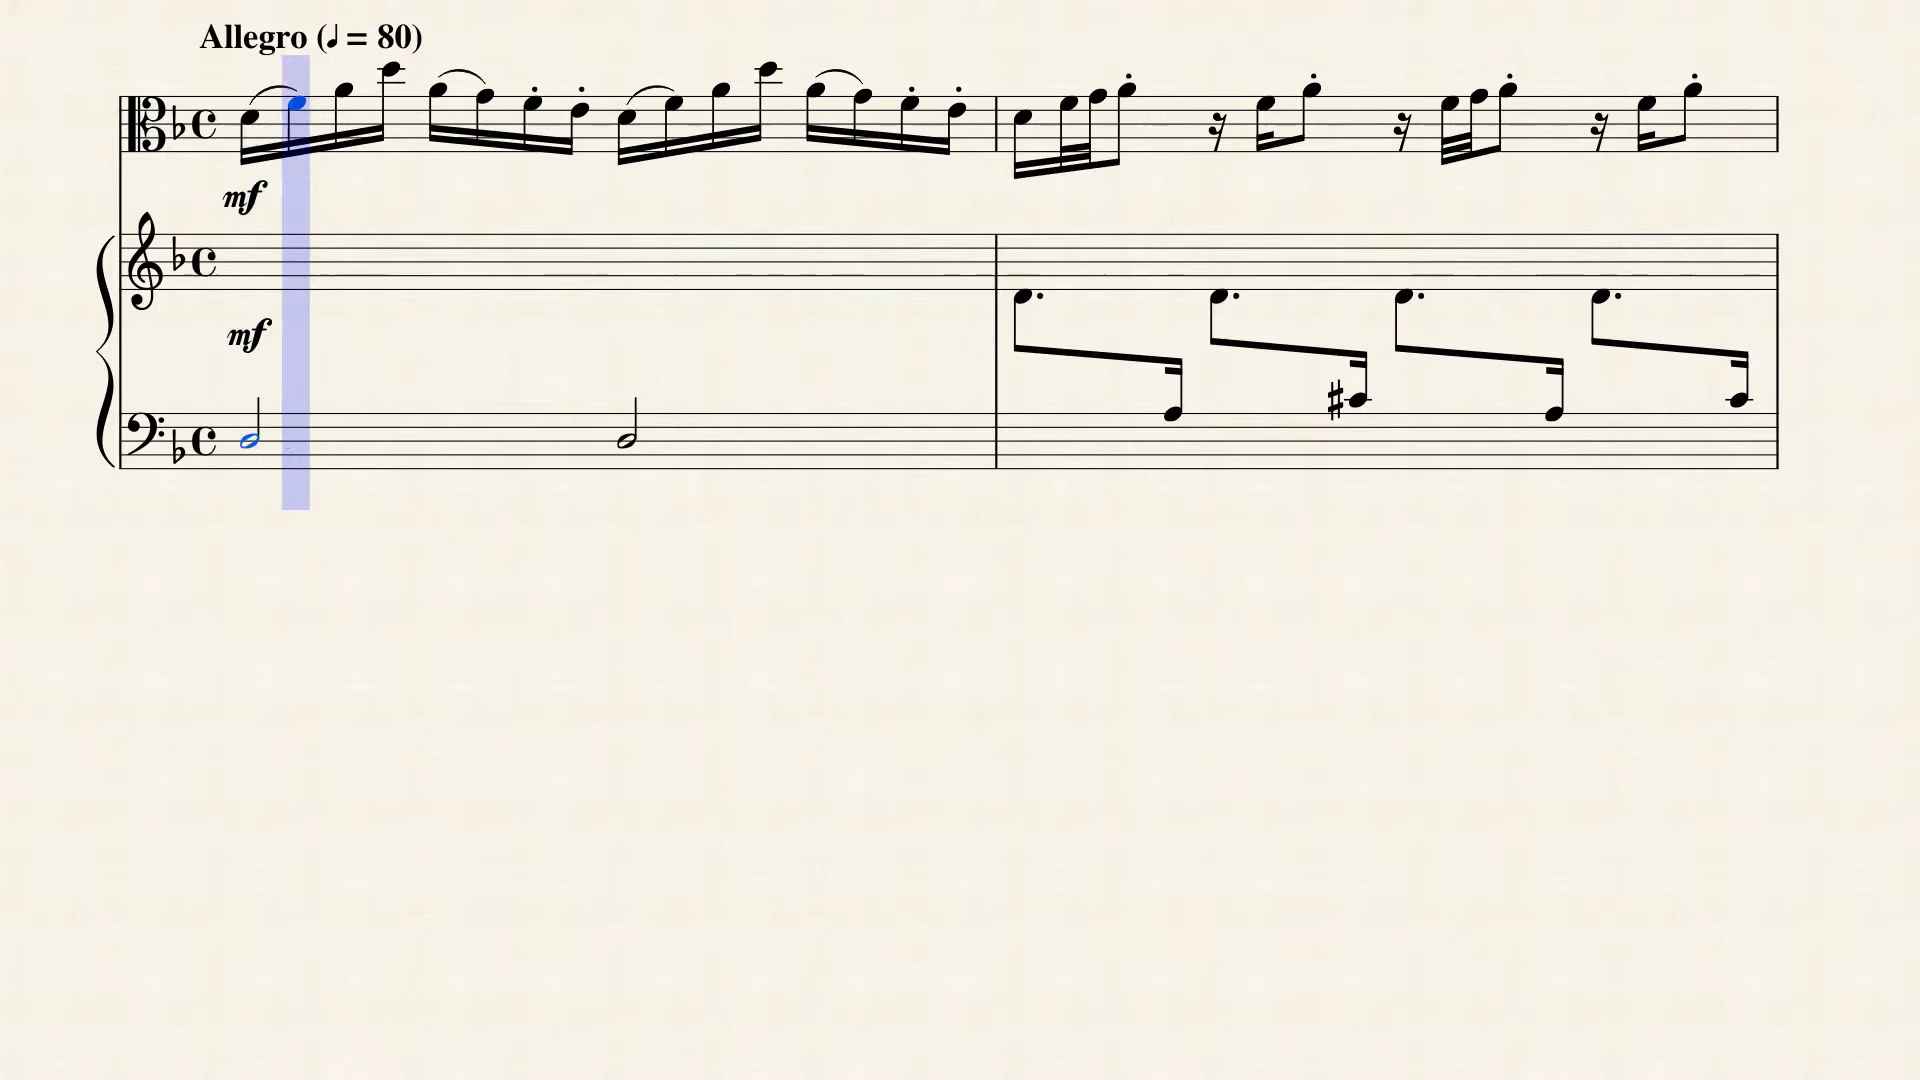 Allegro (♩ = 80)
mf
mf